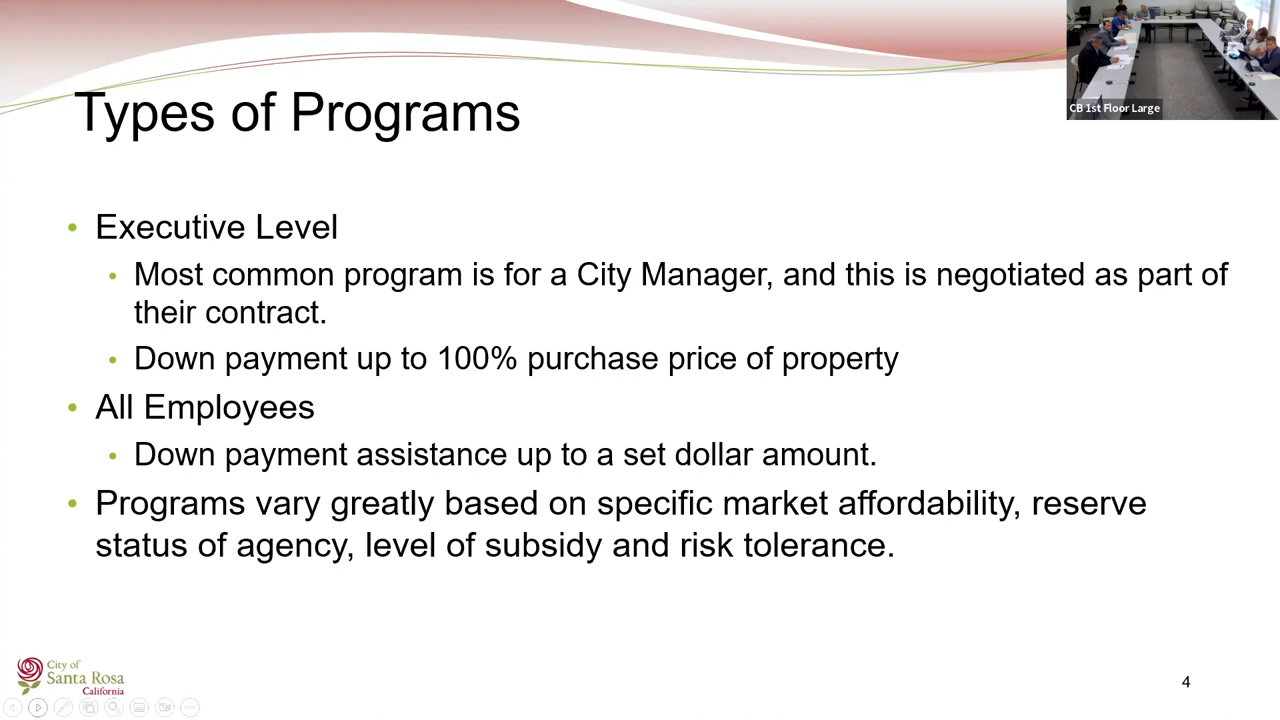 CB 1st Floor Large
Types of Programs
• Executive Level
• Most common program is for a City Manager, and this is negotiated as part of
their contract.
• Down payment up to 100% purchase price of property
• All Employees
• Down payment assistance up to a set dollar amount.
• Programs vary greatly based on specific market affordability, reserve
status of agency, level of subsidy and risk tolerance.
City of
Santa Rosa
California
4